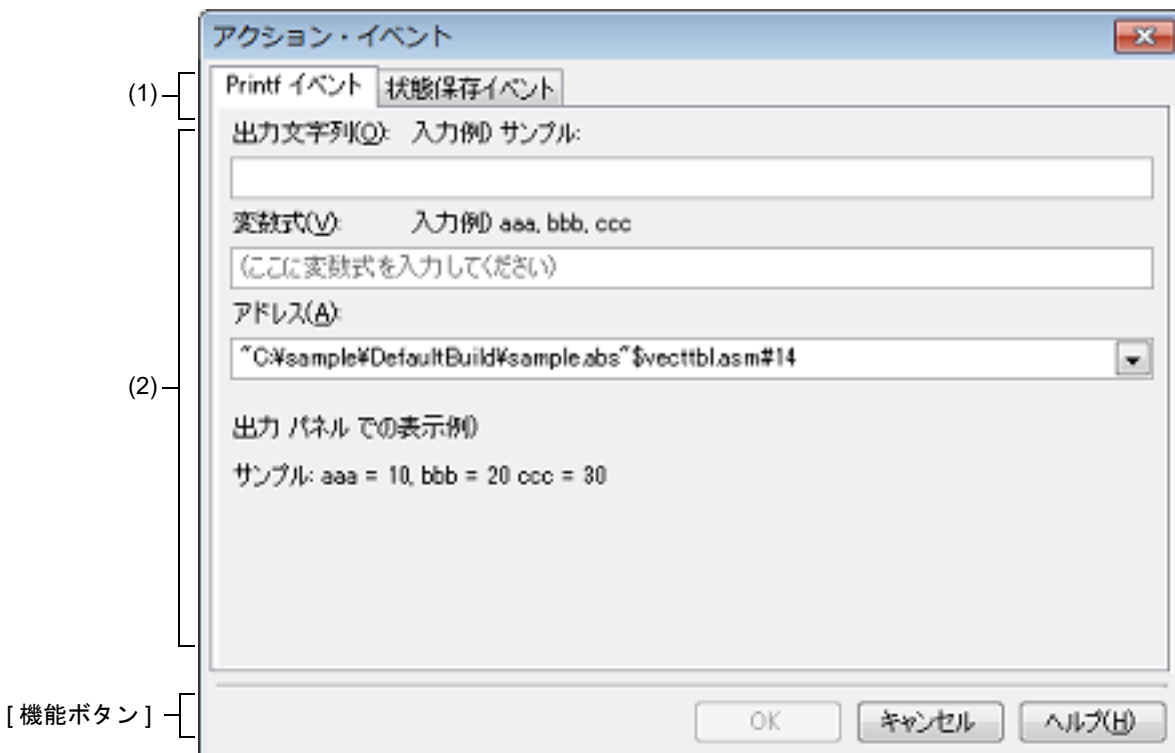 アクション・イベント
(1)
Printf イベント 状態保存イベント
出力文字列(O): 入力例) サンプル:
変数式(V): 入力例) aaa, bbb, ccc
(ここに変数式を入力してください)
アドレス(A):
~C:¥sample¥DefaultBuild¥sample.abs~$vecttbl.asm#14
(2)
出力 パネル での表示例)
サンプル: aaa = 10, bbb = 20 ccc = 30
[ 機能ボタン ]
OK キャンセル ヘルプ(H)